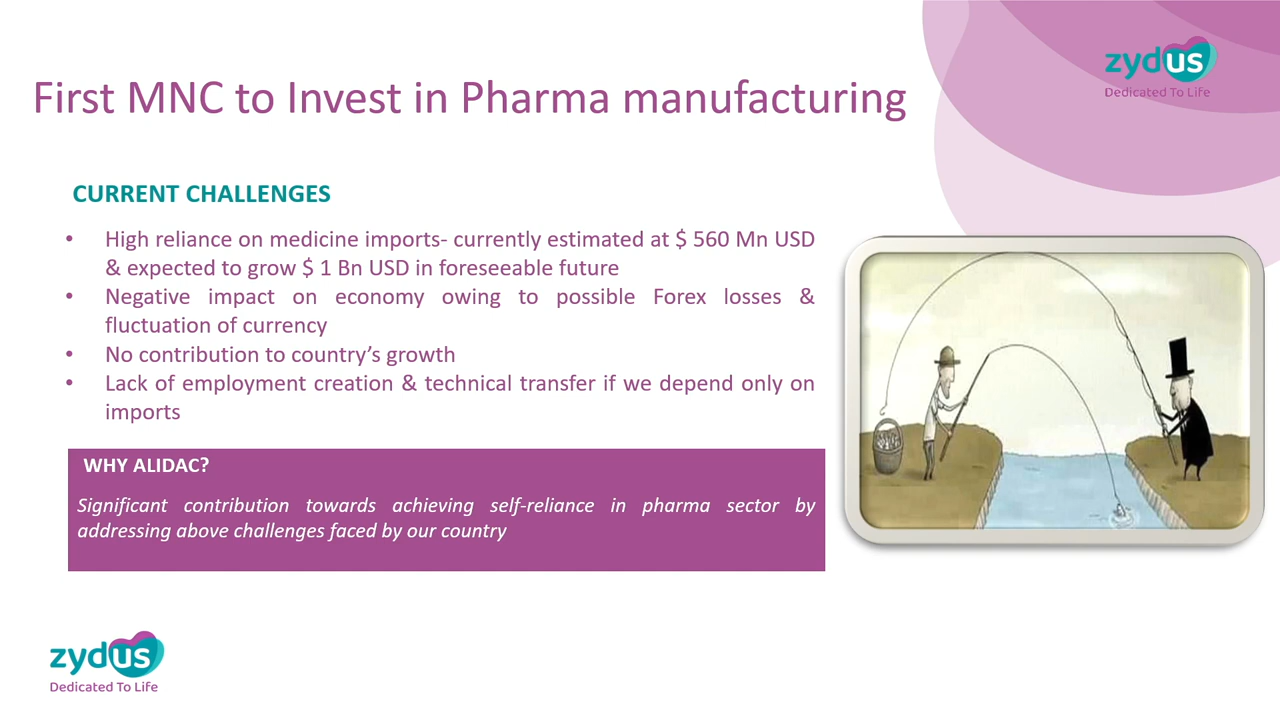 zydus
Dedicated To Life
First MNC to Invest in Pharma manufacturing
CURRENT CHALLENGES
• High reliance on medicine imports- currently estimated at $ 560 Mn USD
& expected to grow $ 1 Bn USD in foreseeable future
• Negative impact on economy owing to possible Forex losses &
fluctuation of currency
• No contribution to country’s growth
• Lack of employment creation & technical transfer if we depend only on
imports
WHY ALIDAC?
Significant contribution towards achieving self-reliance in pharma sector by
addressing above challenges faced by our country
zydus
Dedicated To Life